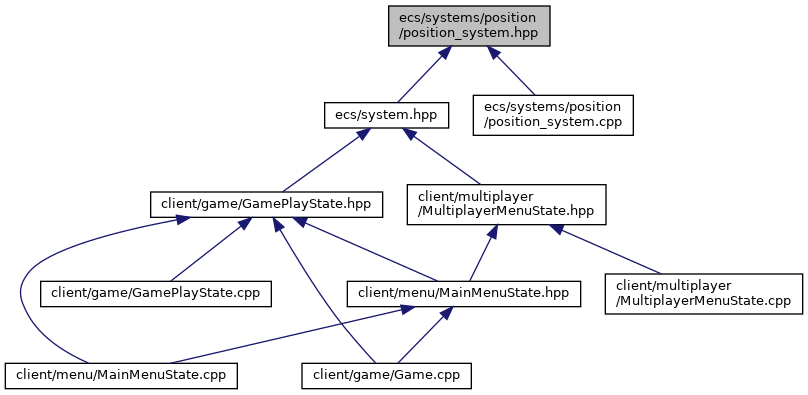 ecs/systems/position
/position_system.hpp
ecs/system.hpp
ecs/systems/position
/position_system.cpp
client/game/GamePlayState.hpp
client/multiplayer
/MultiplayerMenuState.hpp
client/game/GamePlayState.cpp
client/menu/MainMenuState.hpp
client/multiplayer
/MultiplayerMenuState.cpp
client/menu/MainMenuState.cpp
client/game/Game.cpp